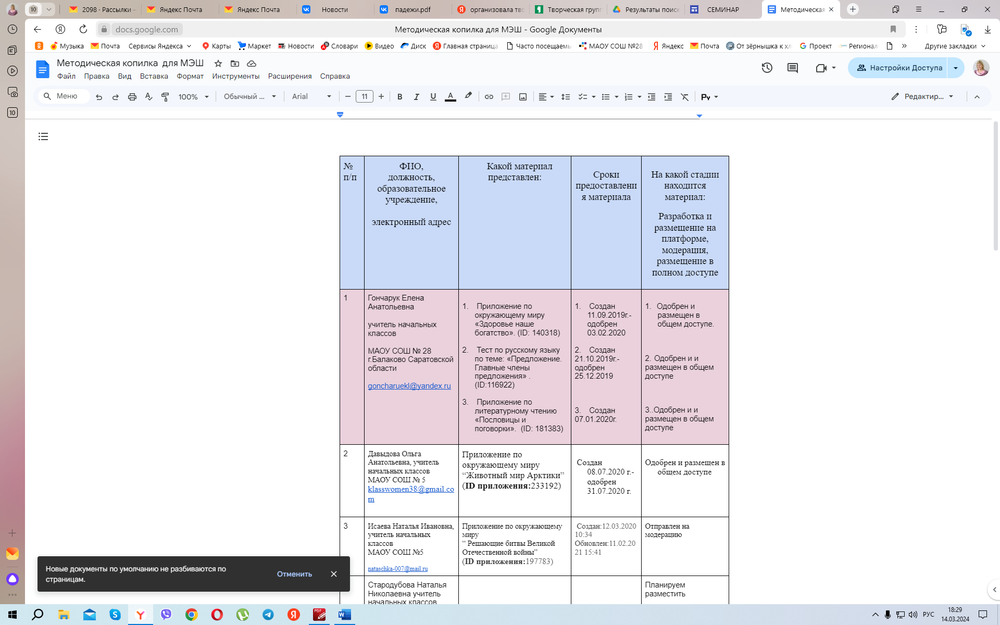 10
2098 · Рассылки –
Яндекс Почта
Яндекс Почта
Новости
падежи.pdf
организовала тво
Творческая групп
Результаты поиск
СЕМИНАР
Методическая
docs.google.com
Методическая копилка для МЭШ - Google Документы
Музыка
Почта
Сервисы Яндекса
Карты
Маркет
Новости
Словари
Видео
Диск
Главная страница
Часто посещаемы
МАОУ СОШ №28
Яндекс
Почта
От зёрнышка к хл
Проект
Регионал
Другие закладки
Методическая копилка для МЭШ
Файл Правка Вид Вставка Формат Инструменты Расширения Справка
Настройки Доступа
Меню
100%
Обычный ...
Arial
11
B I U A
Редактир...
10
№
п/п
ФИО,
должность,
образовательное
учреждение,
электронный адрес
Какой материал
представлен:
Сроки
предоставлени
я материала
На какой стадии
находится
материал:
Разработка и
размещение на
платформе,
модерация,
размещение в
полном доступе
1
Гончарук Елена
Анатольевна
учитель начальных
классов
МАОУ СОШ № 28
г.Балаково Саратовской
области
goncharuekl@yandex.ru
1. Приложение по
окружающему миру
«Здоровье наше
богатство». (ID: 140318)
2. Тест по русскому языку
по теме: «Предложение.
Главные члены
предложения» .
(ID:116922)
3. Приложение по
литературному чтению
«Пословицы и
поговорки». (ID: 181383)
1. Создан
11.09.2019г.-
одобрен
03.02.2020
2. Создан
21.10.2019г.-
одобрен
25.12.2019
3. Создан
07.01.2020г.
1. Одобрен и
размещен в
общем доступе.
2. Одобрен и и
размещен в общем
доступе
3..Одобрен и и
размещен в общем
доступе
2
Давыдова Ольга
Анатольевна, учитель
начальных классов
МАОУ СОШ № 5
klasswomen38@gmail.co
m
Приложение по
окружающему миру
“Животный мир Арктики”
(ID приложения:233192)
Создан
08.07.2020 г.-
одобрен
31.07.2020 г.
Одобрен и размещен в
общем доступе
3
Исаева Наталья Ивановна,
учитель начальных
классов
МАОУ СОШ №5
nataschka-007@mail.ru
Приложение по окружающему
миру
“ Решающие битвы Великой
Отечественной войны”
(ID приложения:197783)
Создан:12.03.2020
10:34
Обновлен:11.02.20
21 15:41
Отправлен на
модерацию
Стародубова Наталья
Николаевна учитель
начальных классов
Планируем
разместить
Новые документы по умолчанию не разбиваются по
страницам.
Отменить
РУС
18:29
14.03.2024